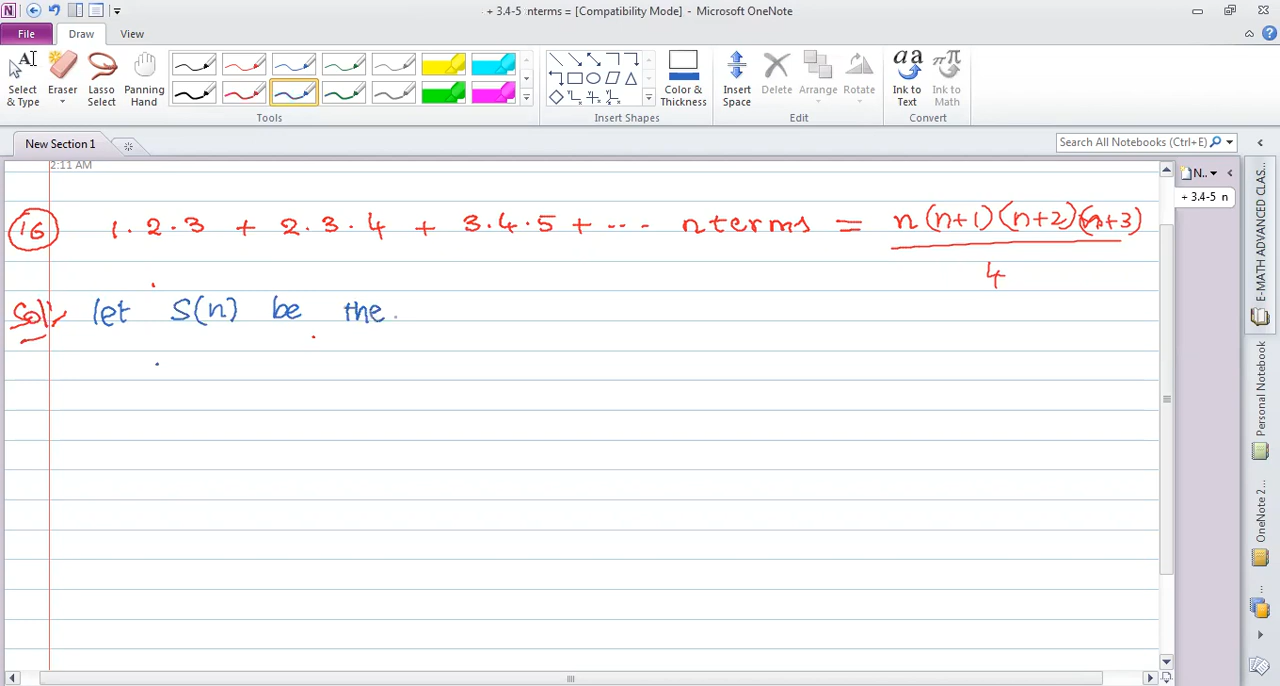 + 3.4-5 nterms = [Compatibility Mode] - Microsoft OneNote
File Draw View
Select & Type
Eraser
Lasso Select
Panning Hand
Color & Thickness
Insert Space
Delete
Arrange
Rotate
Ink to Text
Ink to Math
Tools
Insert Shapes
Edit
Convert
New Section 1
Search All Notebooks (Ctrl+E)
N..
+ 3.4-5 n
2:11 AM
16 1.2.3 + 2.3.4 + 3.4.5 + ... n terms = n(n+1)(n+2)(n+3)
4
Sol: let S(n) be the
E-MATH ADVANCED CLAS...
Personal Notebook
OneNote 2...